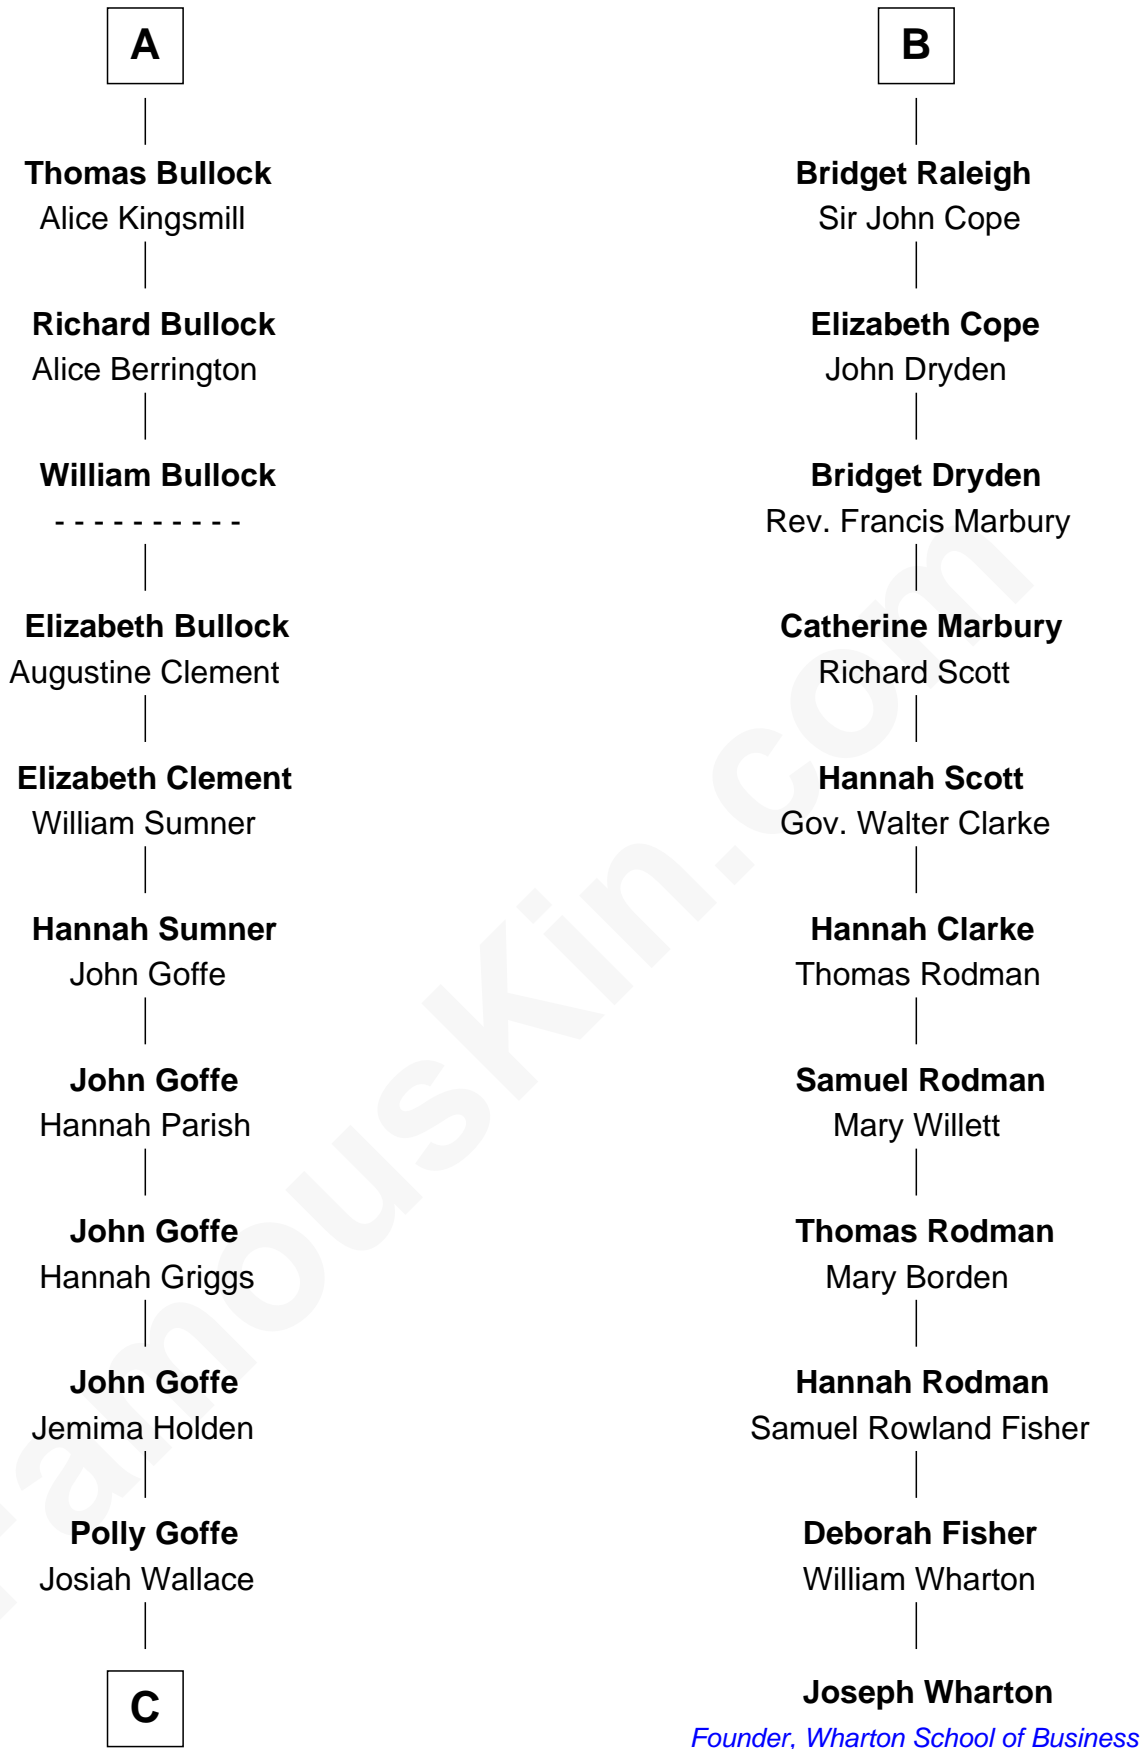 A
Thomas Bullock
Alice Kingsmill
Richard Bullock
Alice Berrington
William Bullock
- - - - - - - - - -
Elizabeth Bullock
Augustine Clement
Elizabeth Clement
William Sumner
Hannah Sumner
John Goffe
John Goffe
Hannah Parish
John Goffe
Hannah Griggs
John Goffe
Jemima Holden
Polly Goffe
Josiah Wallace
C
B
Bridget Raleigh
Sir John Cope
Elizabeth Cope
John Dryden
Bridget Dryden
Rev. Francis Marbury
Catherine Marbury
Richard Scott
Hannah Scott
Gov. Walter Clarke
Hannah Clarke
Thomas Rodman
Samuel Rodman
Mary Willett
Thomas Rodman
Mary Borden
Hannah Rodman
Samuel Rowland Fisher
Deborah Fisher
William Wharton
Joseph Wharton
Founder, Wharton School of Business
FamousKin.com